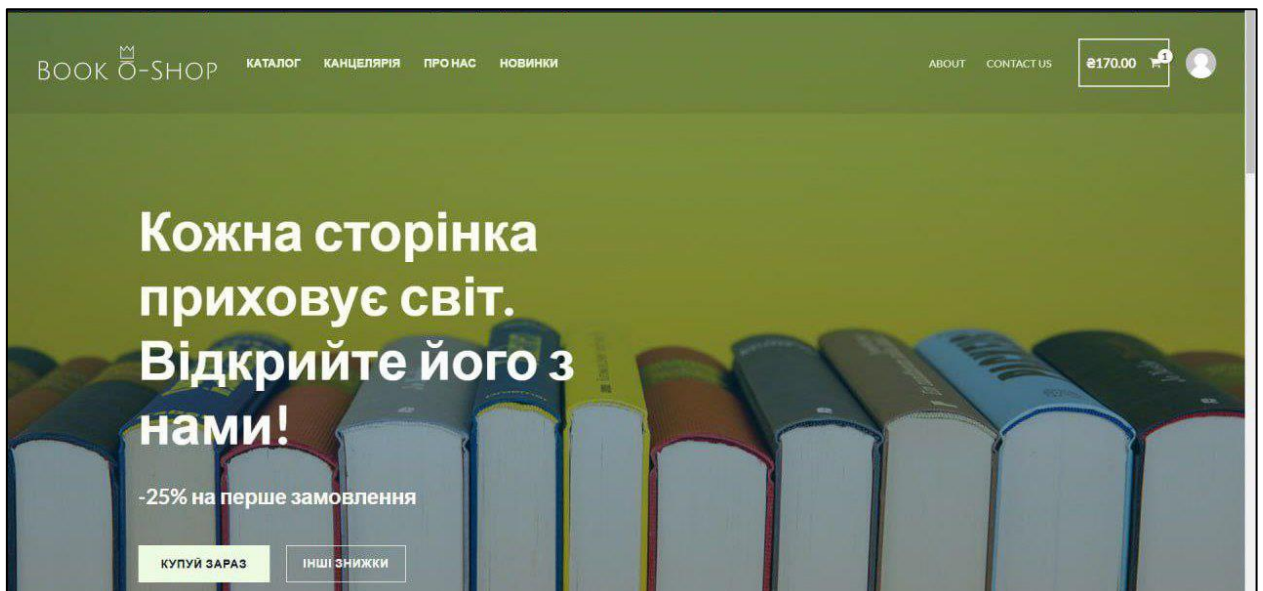 BOOK O-SHOP
КАТАЛОГ КАНЦЕЛЯРІЯ ПРО НАС НОВИНКИ
ABOUT CONTACT US ₴170.00 1
Кожна сторінка
приховує світ.
Відкрийте його з
нами!
-25% на перше замовлення
КУПУЙ ЗАРАЗ ІНШІ ЗНИЖКИ